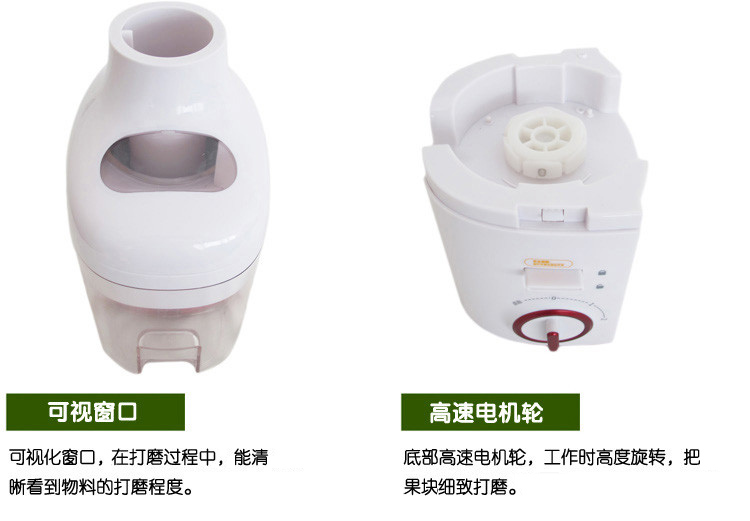 可视窗口
可视化窗口，在打磨过程中，能清
晰看到物料的打磨程度。
高速电机轮
底部高速电机轮，工作时高度旋转，把
果块细致打磨。